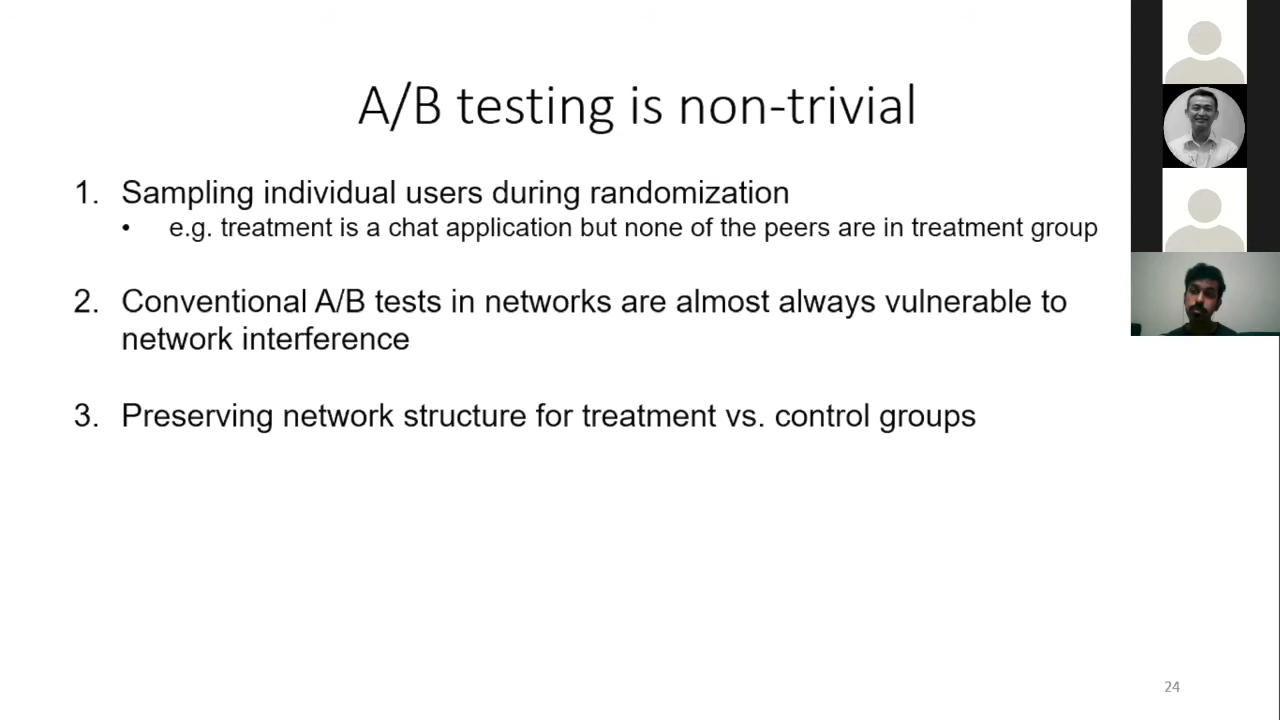 A/B testing is non-trivial
1. Sampling individual users during randomization
• e.g. treatment is a chat application but none of the peers are in treatment group
2. Conventional A/B tests in networks are almost always vulnerable to
network interference
3. Preserving network structure for treatment vs. control groups
24